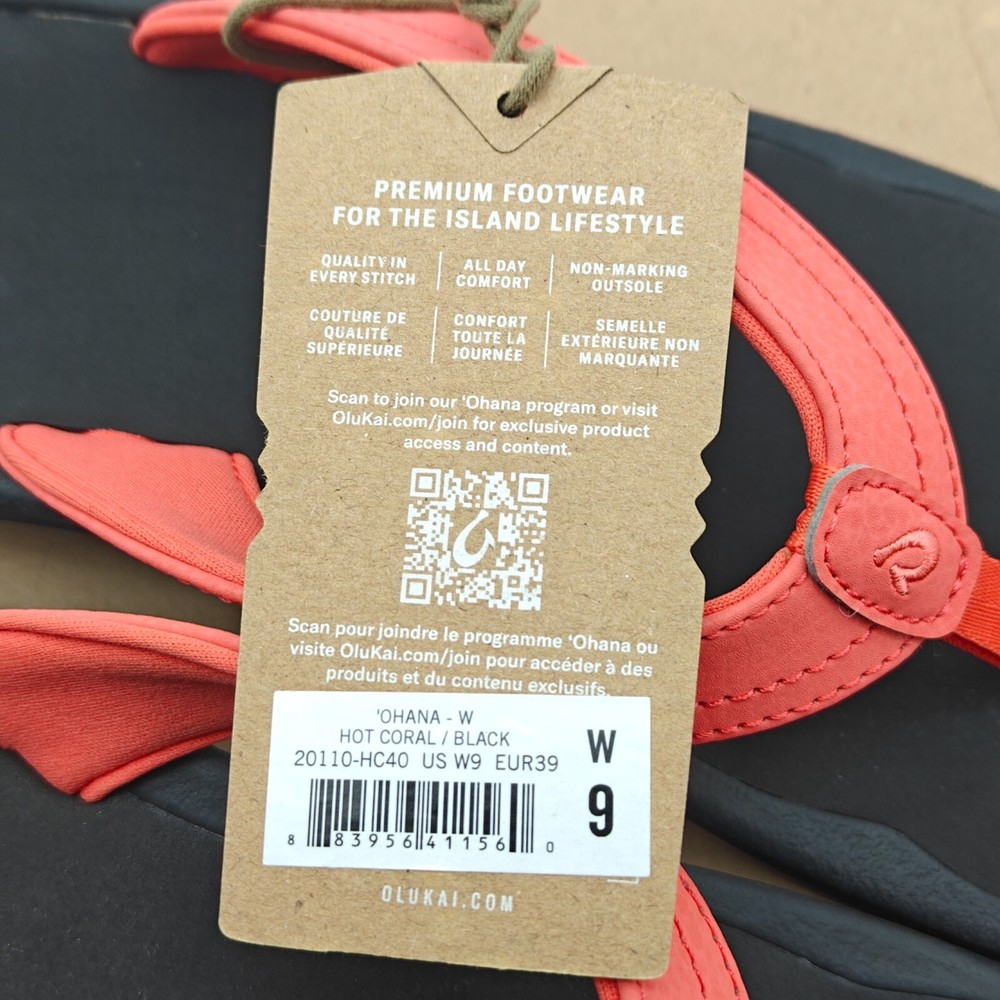 PREMIUM FOOTWEAR
FOR THE ISLAND LIFESTYLE
QUALITY IN
EVERY STITCH
ALL DAY
COMFORT
NON-MARKING
OUTSOLE
COUTURE DE
QUALITÉ
SUPÉRIEURE
CONFORT
TOUTE LA
JOURNÉE
SEMELLE
EXTÉRIEURE NON
MARQUANTE
Scan to join our 'Ohana program or visit
OluKai.com/join for exclusive product
access and content.
Scan pour joindre le programme 'Ohana ou
visite OluKai.com/join pour accéder à des
produits et du contenu exclusifs.
'OHANA - W
HOT CORAL / BLACK
20110-HC40 US W9 EUR39
W
9
8 83956 41156 0
OLUKAI.COM